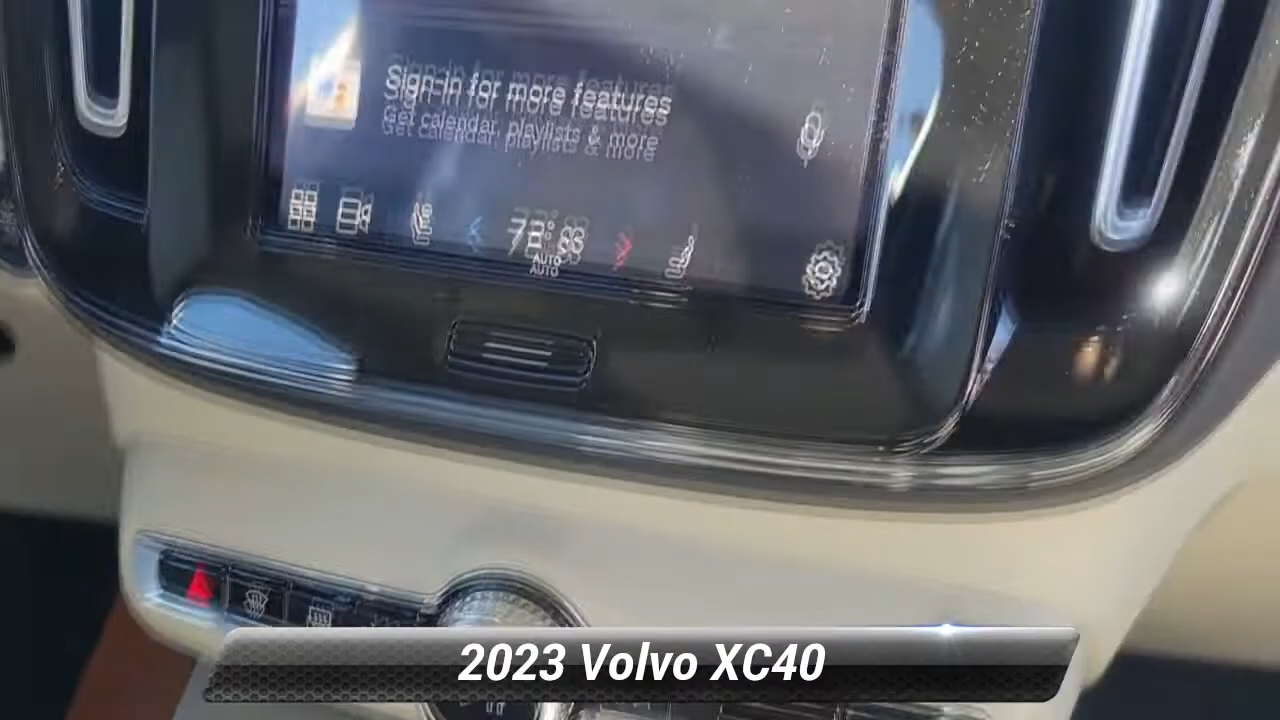 Sign-in for more features
Get calendar, playlists & more
AUTO
2023 Volvo XC40